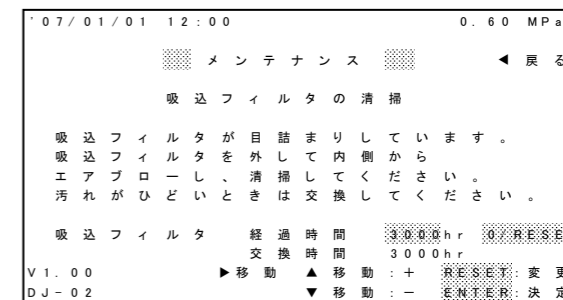 '07/01/01 12:00 0.60 MPa
メンテナンス ◀戻る
吸込フィルタの清掃
吸込フィルタが目詰まりしています。
吸込フィルタを外して内側から
エアブローし、清掃してください。
汚れがひどいときは交換してください。
吸込フィルタ 経過時間 3000hr 0/RESE
交換時間 3000hr
V1.00 ▶移動 ▲移動:+ RESET:変更
DJ-02 ▼移動:- ENTER:決定